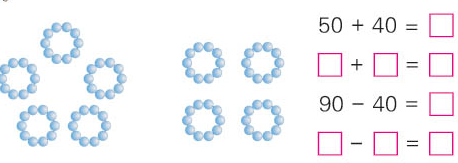 50 + 40 = □
□ + □ = □
90 − 40 = □
□ − □ = □